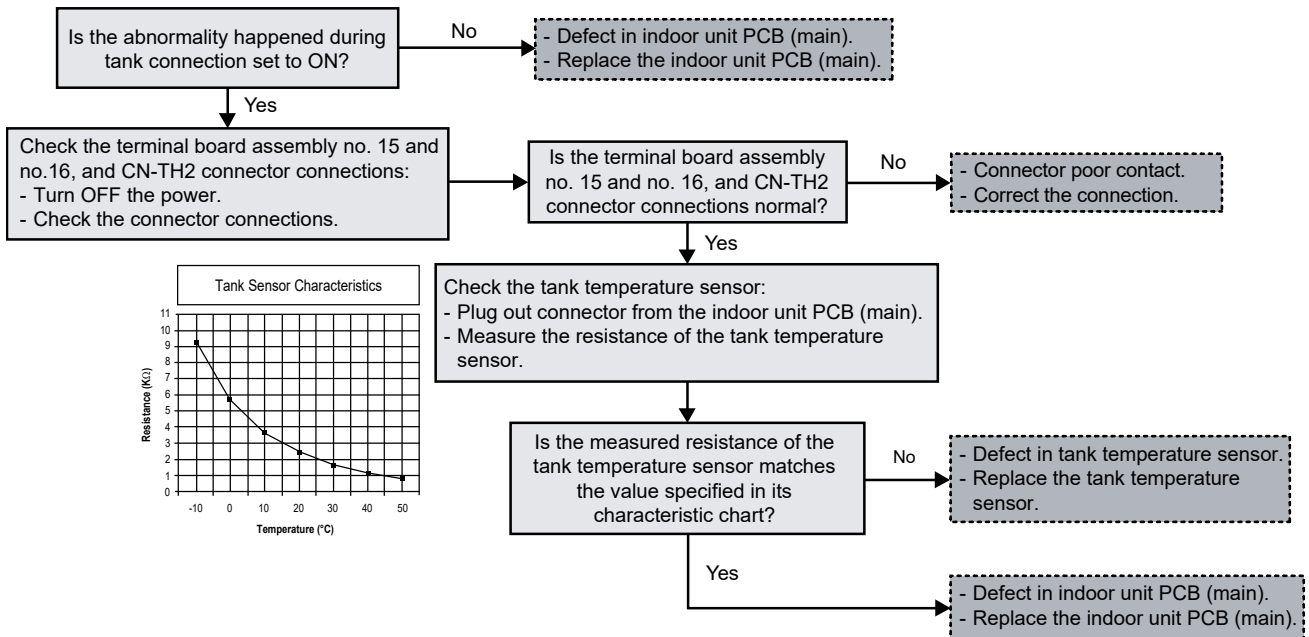 Is the abnormality happened during
tank connection set to ON?
No
- Defect in indoor unit PCB (main).
- Replace the indoor unit PCB (main).
Yes
Check the terminal board assembly no. 15 and
no.16, and CN-TH2 connector connections:
- Turn OFF the power.
- Check the connector connections.
Is the terminal board assembly
no. 15 and no. 16, and CN-TH2
connector connections normal?
No
- Connector poor contact.
- Correct the connection.
Yes
Check the tank temperature sensor:
- Plug out connector from the indoor unit PCB (main).
- Measure the resistance of the tank temperature
sensor.
Tank Sensor Characteristics
11
10
9
8
7
6
5
4
3
2
1
0
Resistance (KΩ)
-10 0 10 20 30 40 50
Temperature (°C)
Is the measured resistance of the
tank temperature sensor matches
the value specified in its
characteristic chart?
No
- Defect in tank temperature sensor.
- Replace the tank temperature
sensor.
Yes
- Defect in indoor unit PCB (main).
- Replace the indoor unit PCB (main).